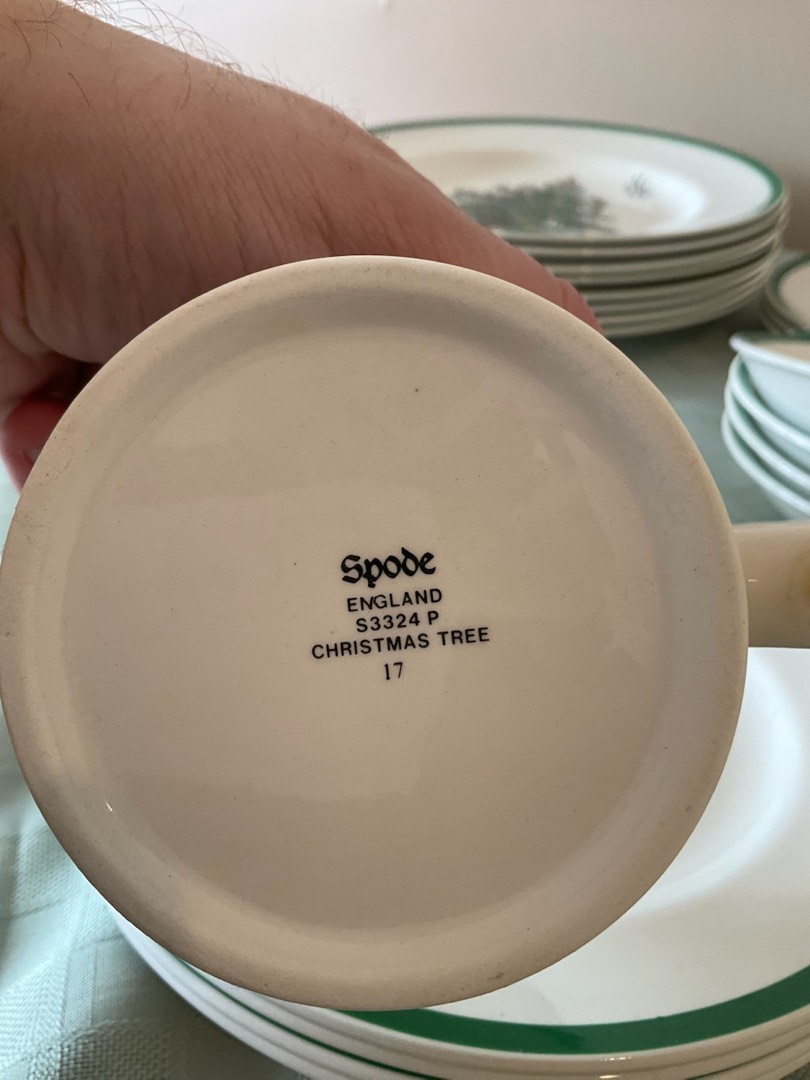 Spode
ENGLAND
S3324 P
CHRISTMAS TREE
17